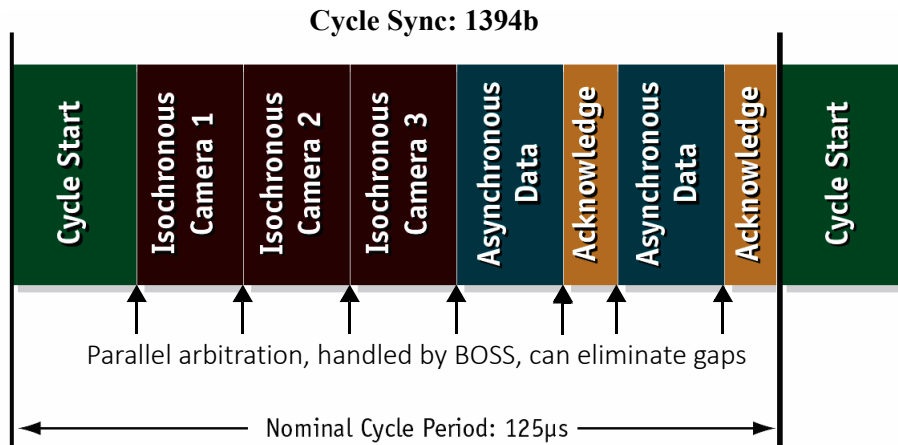 Cycle Sync: 1394b
Cycle Start
Isochronous
Camera 1
Isochronous
Camera 2
Isochronous
Camera 3
Asynchronous
Data
Acknowledge
Asynchronous
Data
Acknowledge
Cycle Start
Parallel arbitration, handled by BOSS, can eliminate gaps
Nominal Cycle Period: 125µs